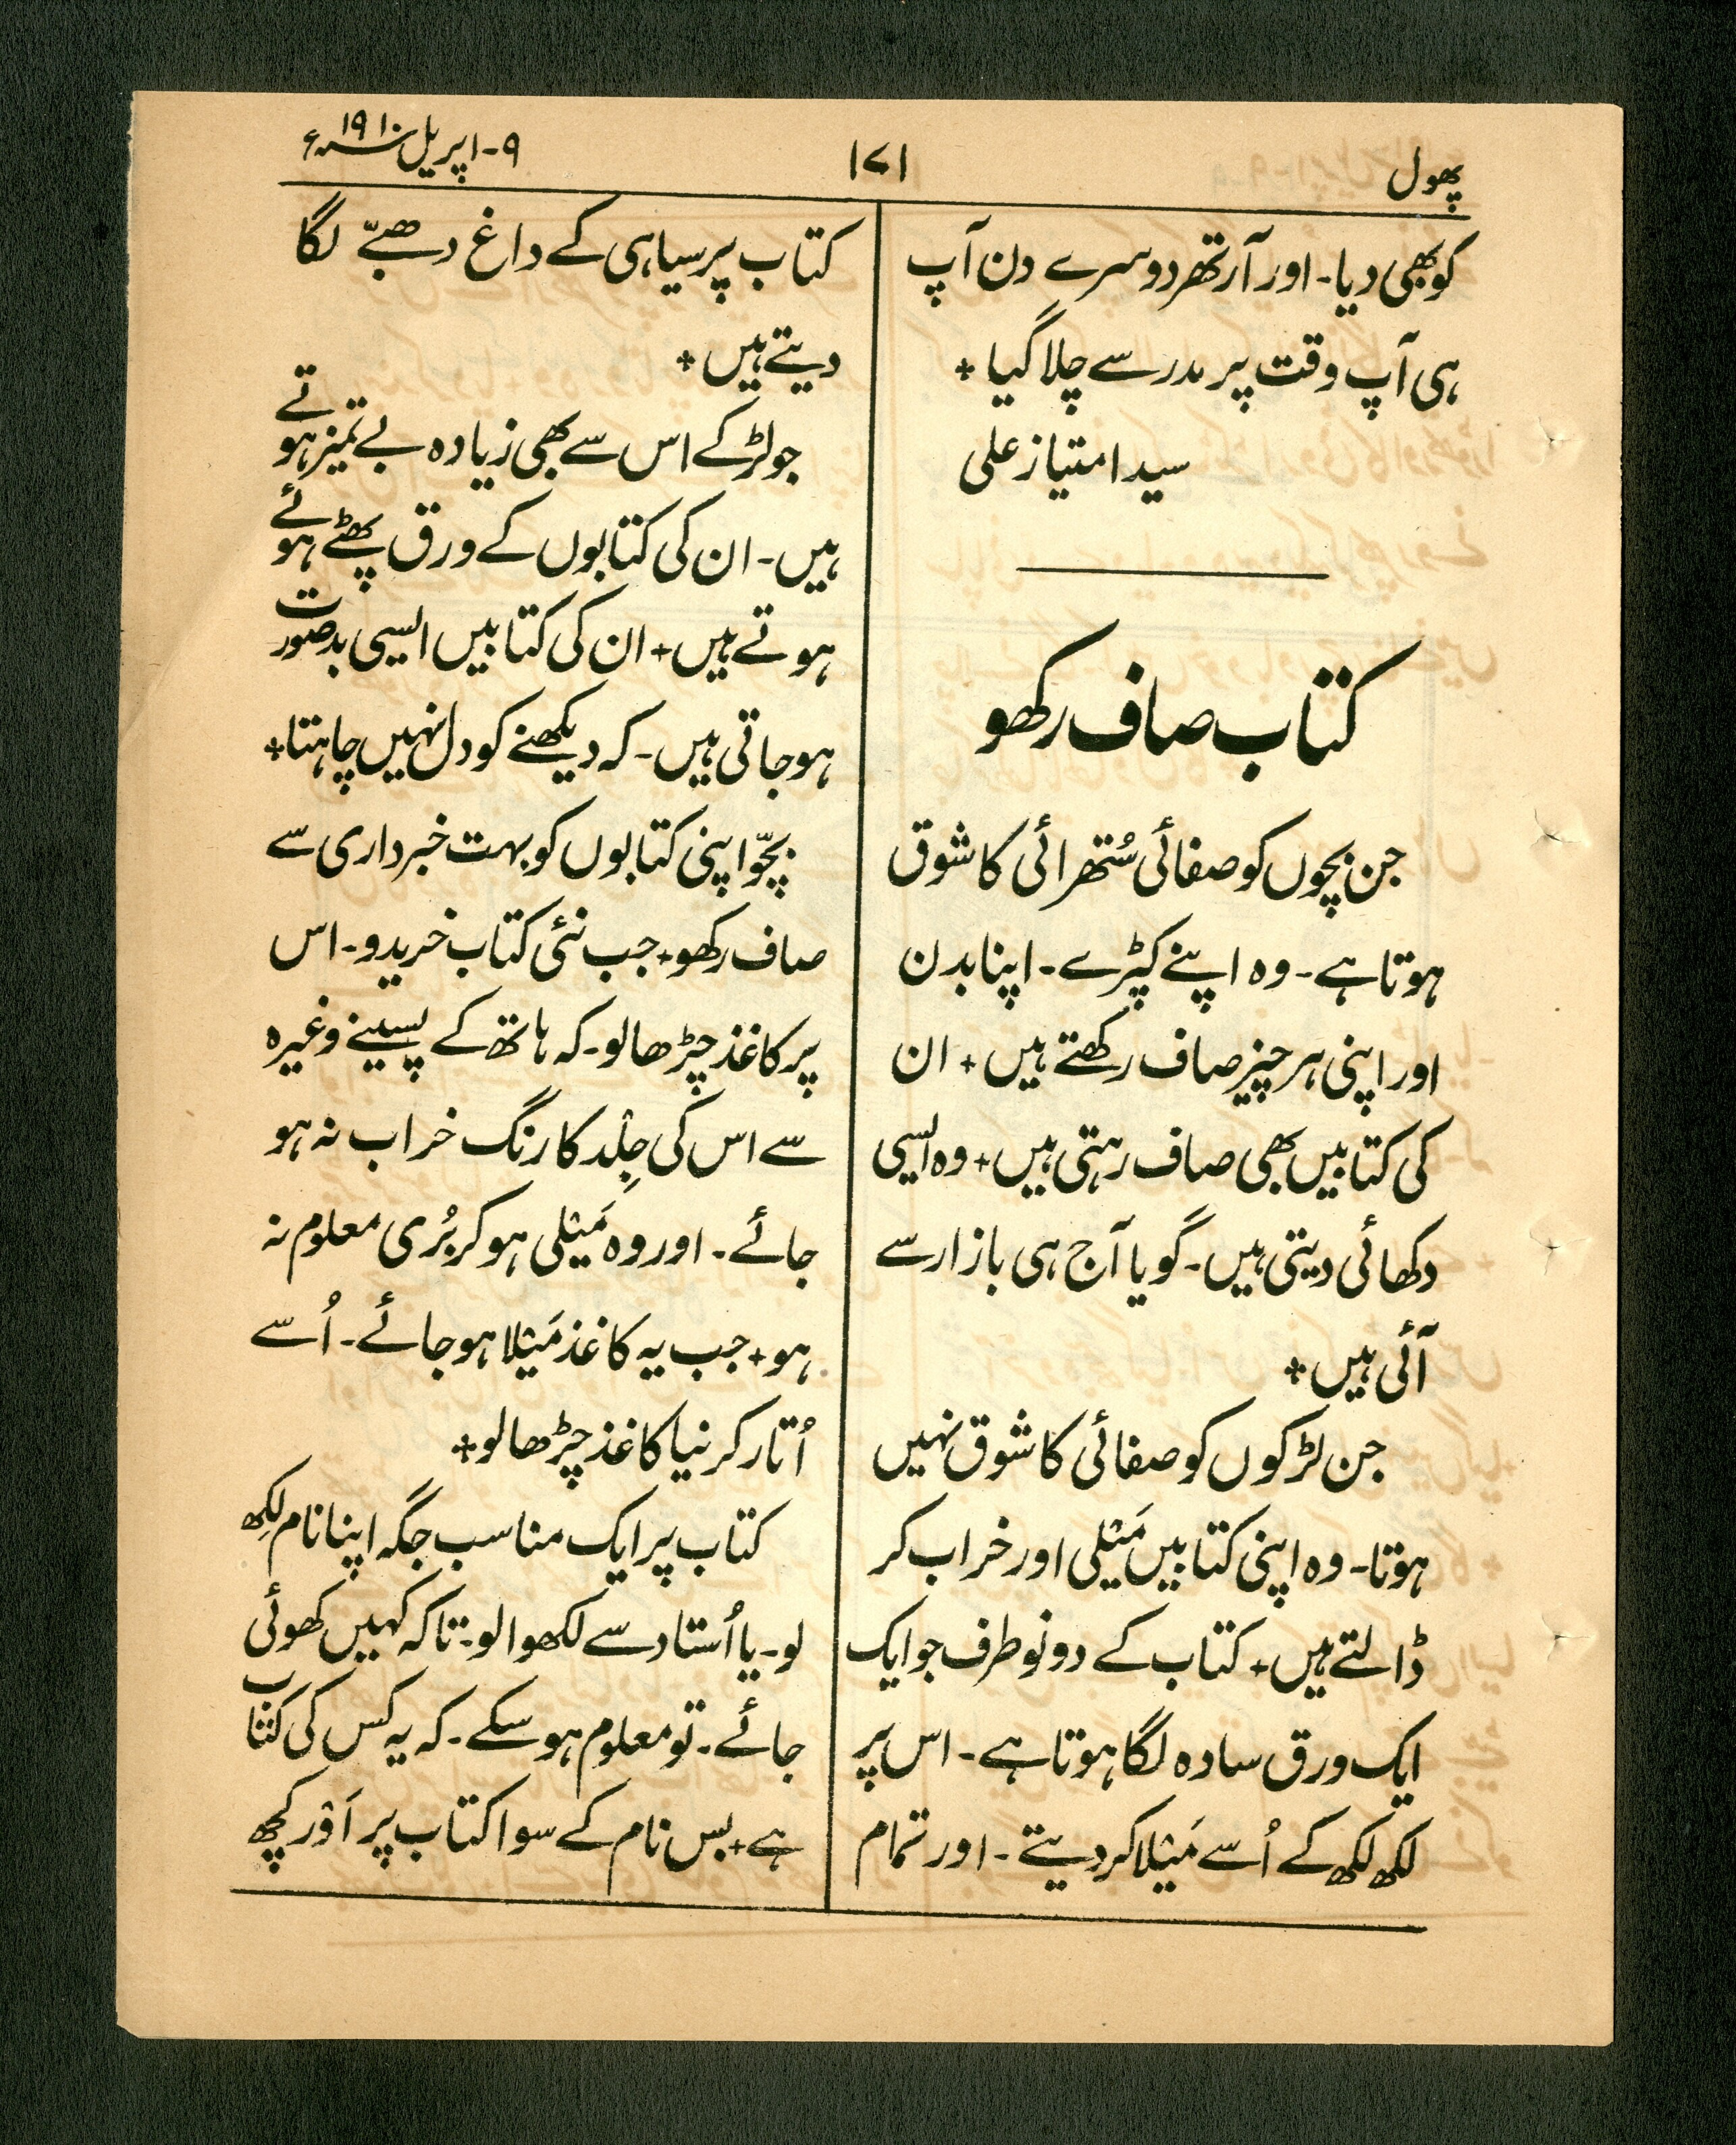 پھول
۱۷۱
۹-اپریل سنہ ۱۹۱۰ء
کو بھی دیا۔ اور آرتھر دوسرے دن آپ
ہی آپ وقت پر مدرسے چلا گیا +
سید امتیاز علی
کتاب صاف رکھو
جن بچوں کو صفائی سُتھرائی کا شوق
ہوتا ہے۔ وہ اپنے کپڑے۔ اپنا بدن
اور اپنی ہر چیز صاف رکھتے ہیں + ان
کی کتابیں بھی صاف رہتی ہیں + وہ ایسی
دکھائی دیتی ہیں۔ گویا آج ہی بازار سے
آئی ہیں +
جن لڑکوں کو صفائی کا شوق نہیں
ہوتا۔ وہ اپنی کتابیں مَیلی اور خراب کر
ڈالتے ہیں + کتاب کے دونو طرف جو ایک
ایک ورق سادہ لگا ہوتا ہے۔ اس پر
لکھ لکھ کے اُسے مَیلا کر دیتے۔ اور تمام
کتاب پر سیاہی کے داغ دھبّے لگا
دیتے ہیں +
جو لڑکے اس سے بھی زیادہ بے تمیز ہوتے
ہیں۔ ان کی کتابوں کے ورق پھٹے ہوئے
ہوتے ہیں + ان کی کتابیں ایسی بدصورت
ہو جاتی ہیں۔ کہ دیکھنے کو دل نہیں چاہتا +
بچّو اپنی کتابوں کو بہت خبرداری سے
صاف رکھو + جب نئی کتاب خریدو۔ اس
پر کاغذ چڑھا لو۔ کہ ہاتھ کے پسینے وغیرہ
سے اس کی جِلْد کا رنگ خراب نہ ہو
جائے۔ اور وہ مَیلی ہو کر بُری معلوم نہ
ہو + جب یہ کاغذ مَیلا ہو جائے۔ اُسے
اُتار کر نیا کاغذ چڑھا لو +
کتاب پر ایک مناسب جگہ اپنا نام لِکھ
لو۔ یا اُستاد سے لکھوا لو۔ تاکہ کہیں کھوئی
جائے۔ تو معلوم ہو سکے۔ کہ یہ کس کی کتاب
ہے + بس نام کے سوا کتاب پر اَوْر کچھ